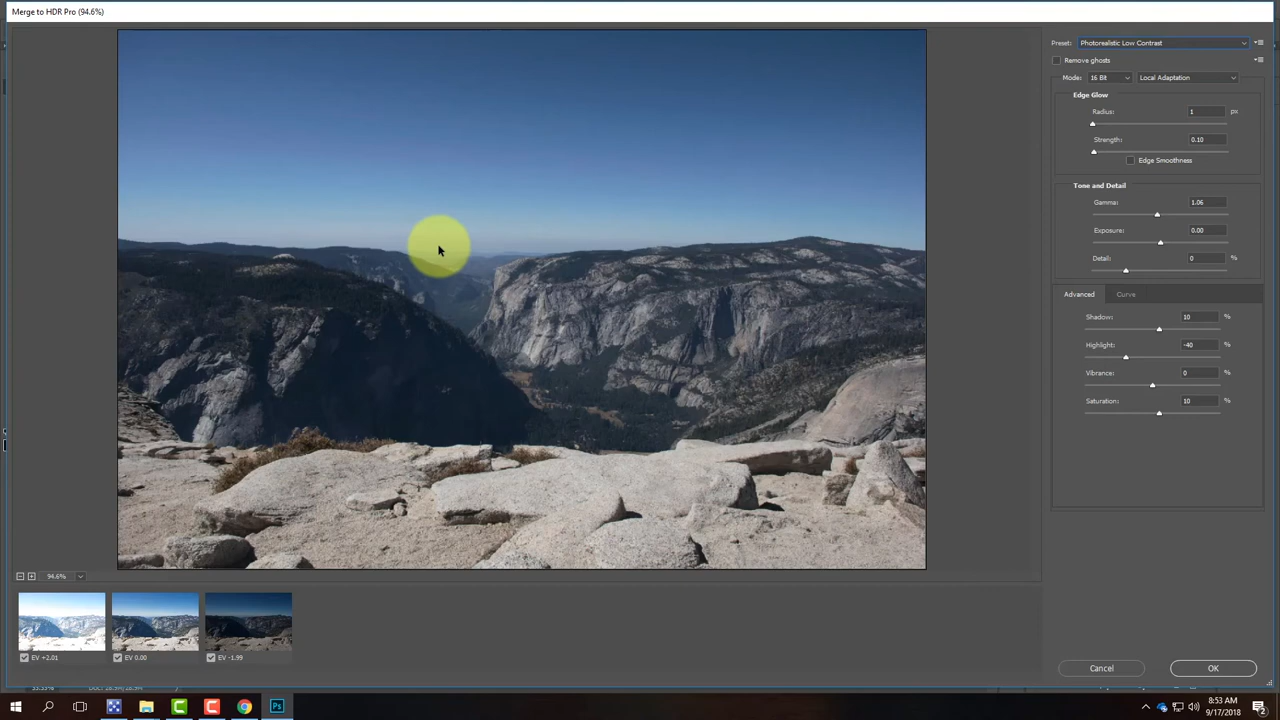 Merge to HDR Pro (94.6%)
Preset: Photorealistic Low Contrast
Remove ghosts
Mode: 16 Bit Local Adaptation
Edge Glow
Radius: 1 px
Strength: 0.10
Edge Smoothness
Tone and Detail
Gamma: 1.06
Exposure: 0.00
Detail: 0 %
Advanced Curve
Shadow: 10 %
Highlight: -40 %
Vibrance: 0 %
Saturation: 10 %
94.6%
EV +2.01 EV 0.00 EV -1.99
Cancel OK
Ps
8:53 AM
9/17/2018
2